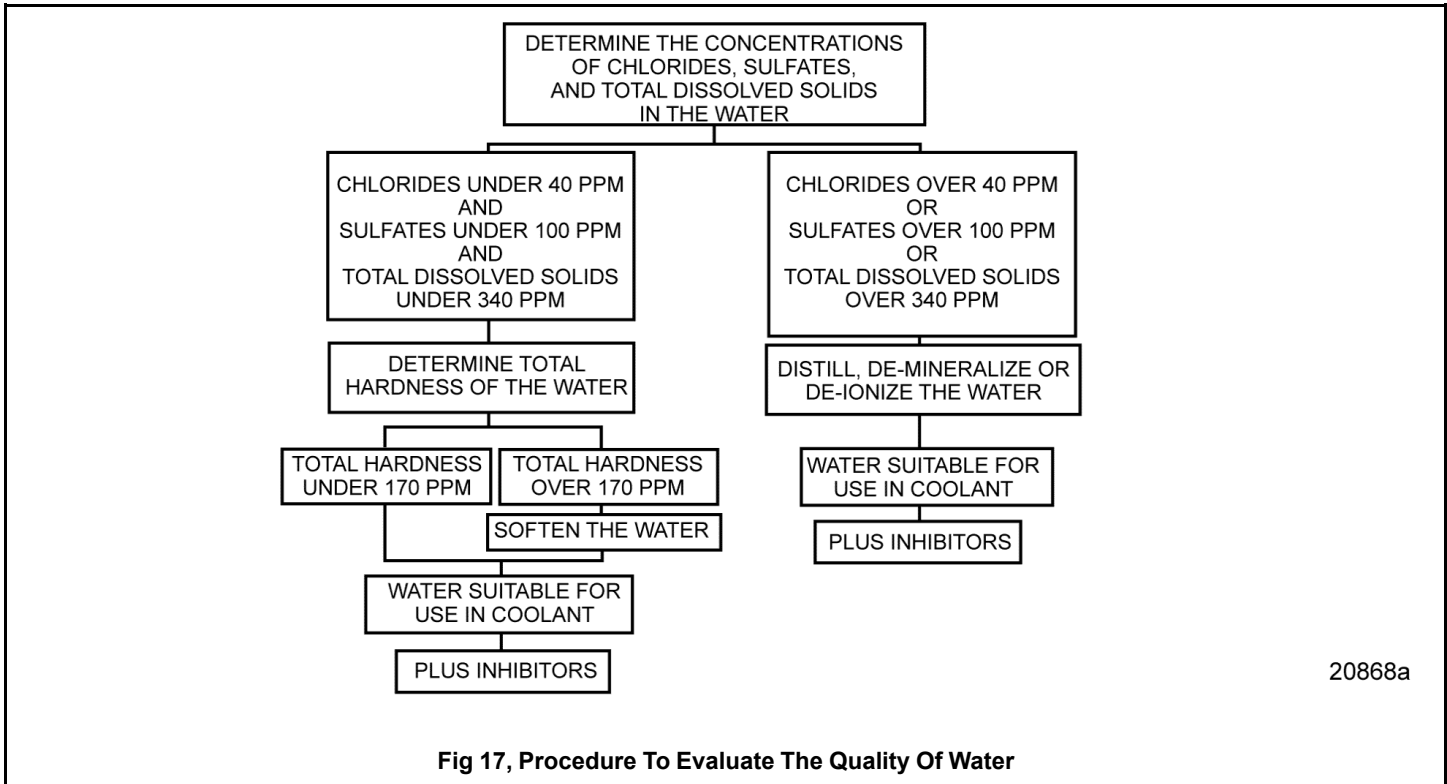 DETERMINE THE CONCENTRATIONS
OF CHLORIDES, SULFATES,
AND TOTAL DISSOLVED SOLIDS
IN THE WATER
CHLORIDES UNDER 40 PPM
AND
SULFATES UNDER 100 PPM
AND
TOTAL DISSOLVED SOLIDS
UNDER 340 PPM
CHLORIDES OVER 40 PPM
OR
SULFATES OVER 100 PPM
OR
TOTAL DISSOLVED SOLIDS
OVER 340 PPM
DETERMINE TOTAL
HARDNESS OF THE WATER
DISTILL, DE-MINERALIZE OR
DE-IONIZE THE WATER
TOTAL HARDNESS
UNDER 170 PPM
TOTAL HARDNESS
OVER 170 PPM
WATER SUITABLE FOR
USE IN COOLANT
SOFTEN THE WATER
PLUS INHIBITORS
WATER SUITABLE FOR
USE IN COOLANT
PLUS INHIBITORS
20868a
Fig 17, Procedure To Evaluate The Quality Of Water